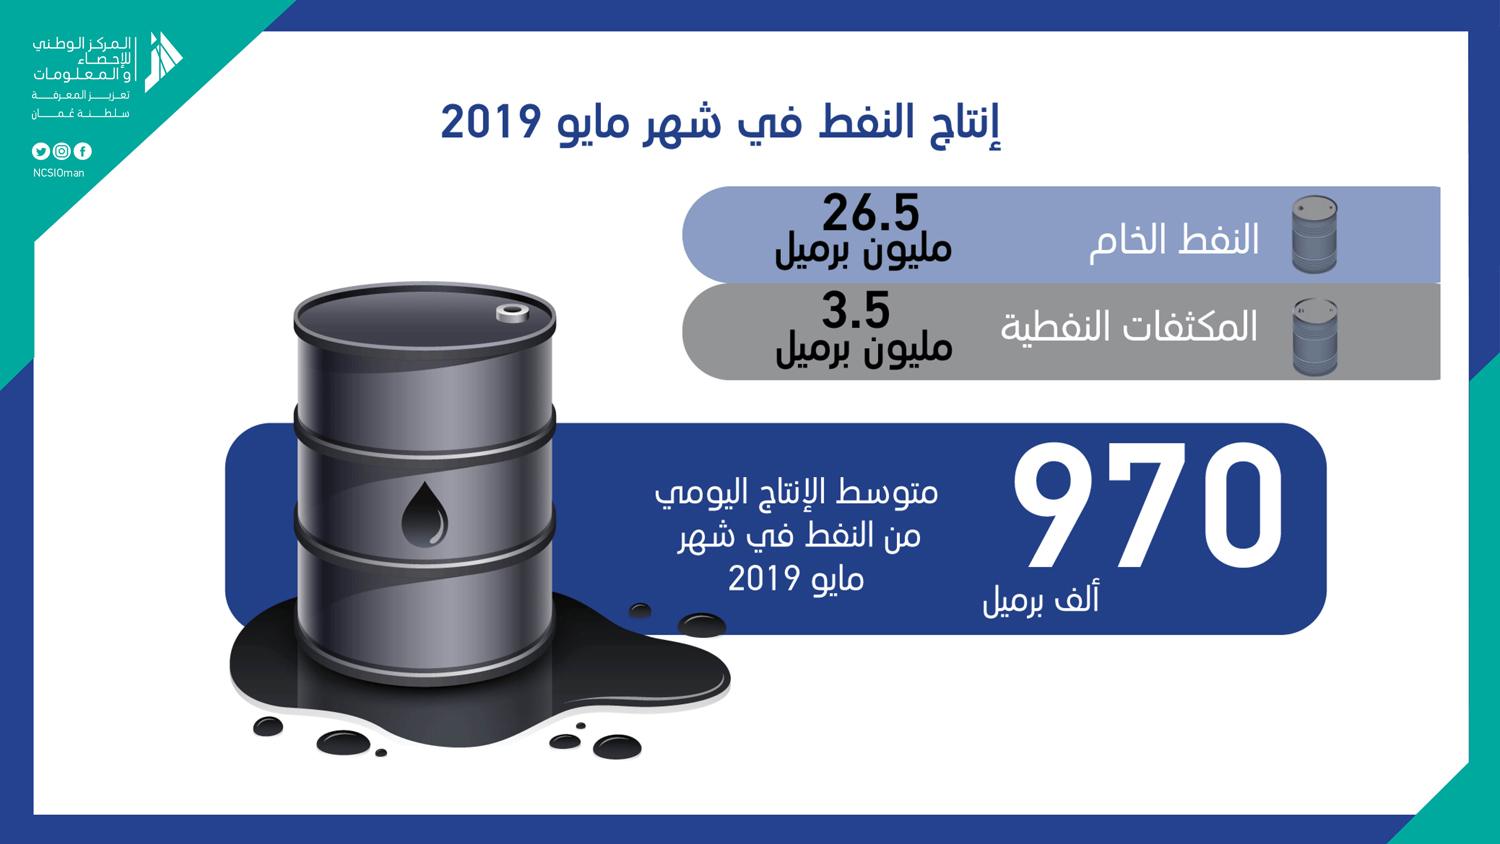 المركز الوطني
للإحصاء
والمعلومات
تعزيز المعرفة
سلطنة عُمان
NCSIOman
إنتاج النفط في شهر مايو 2019
النفط الخام
26.5
مليون برميل
المكثفات النفطية
3.5
مليون برميل
970
ألف برميل
متوسط الإنتاج اليومي
من النفط في شهر
مايو 2019